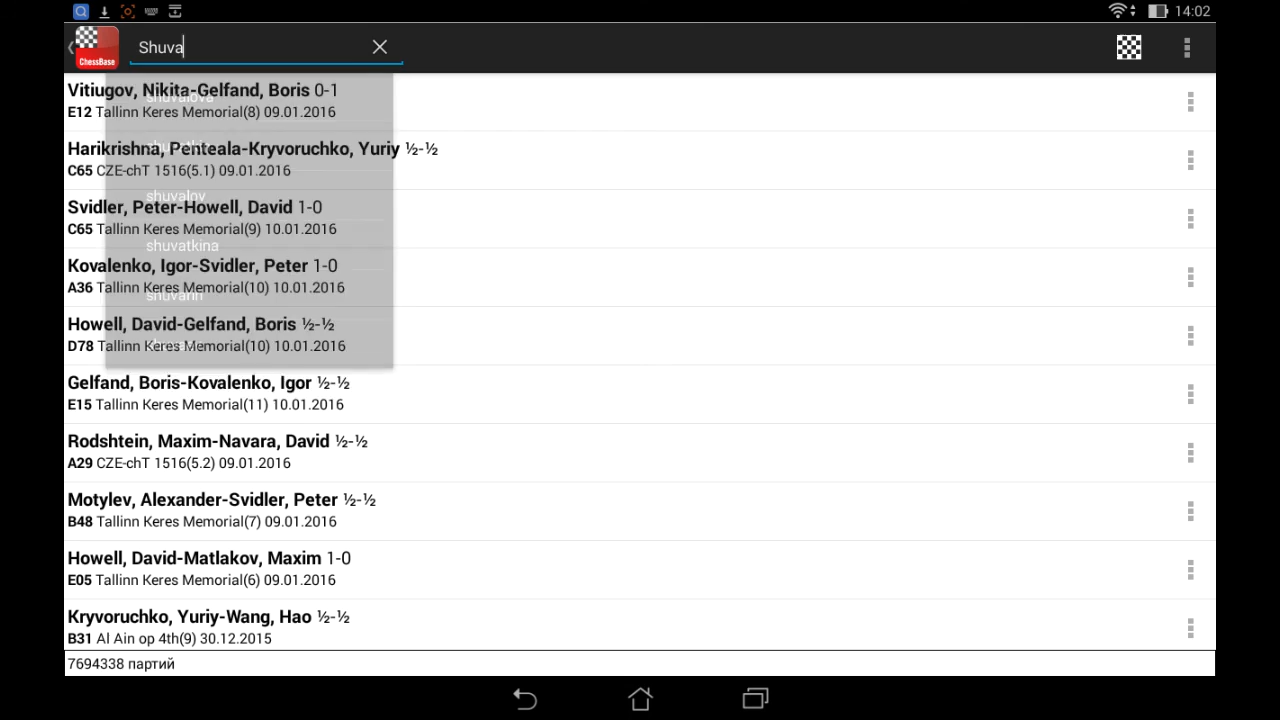 14:02
ChessBase
Shuva
shuvalova
Vitiugov, Nikita-Gelfand, Boris 0-1
E12 Tallinn Keres Memorial(8) 09.01.2016
Harikrishna, Penteala-Kryvoruchko, Yuriy ½-½
C65 CZE-chT 1516(5.1) 09.01.2016
shuvalov
Svidler, Peter-Howell, David 1-0
C65 Tallinn Keres Memorial(9) 10.01.2016
shuvatkina
Kovalenko, Igor-Svidler, Peter 1-0
A36 Tallinn Keres Memorial(10) 10.01.2016
shuvarin
Howell, David-Gelfand, Boris ½-½
D78 Tallinn Keres Memorial(10) 10.01.2016
Gelfand, Boris-Kovalenko, Igor ½-½
E15 Tallinn Keres Memorial(11) 10.01.2016
Rodshtein, Maxim-Navara, David ½-½
A29 CZE-chT 1516(5.2) 09.01.2016
Motylev, Alexander-Svidler, Peter ½-½
B48 Tallinn Keres Memorial(7) 09.01.2016
Howell, David-Matlakov, Maxim 1-0
E05 Tallinn Keres Memorial(6) 09.01.2016
Kryvoruchko, Yuriy-Wang, Hao ½-½
B31 Al Ain op 4th(9) 30.12.2015
7694338 партий